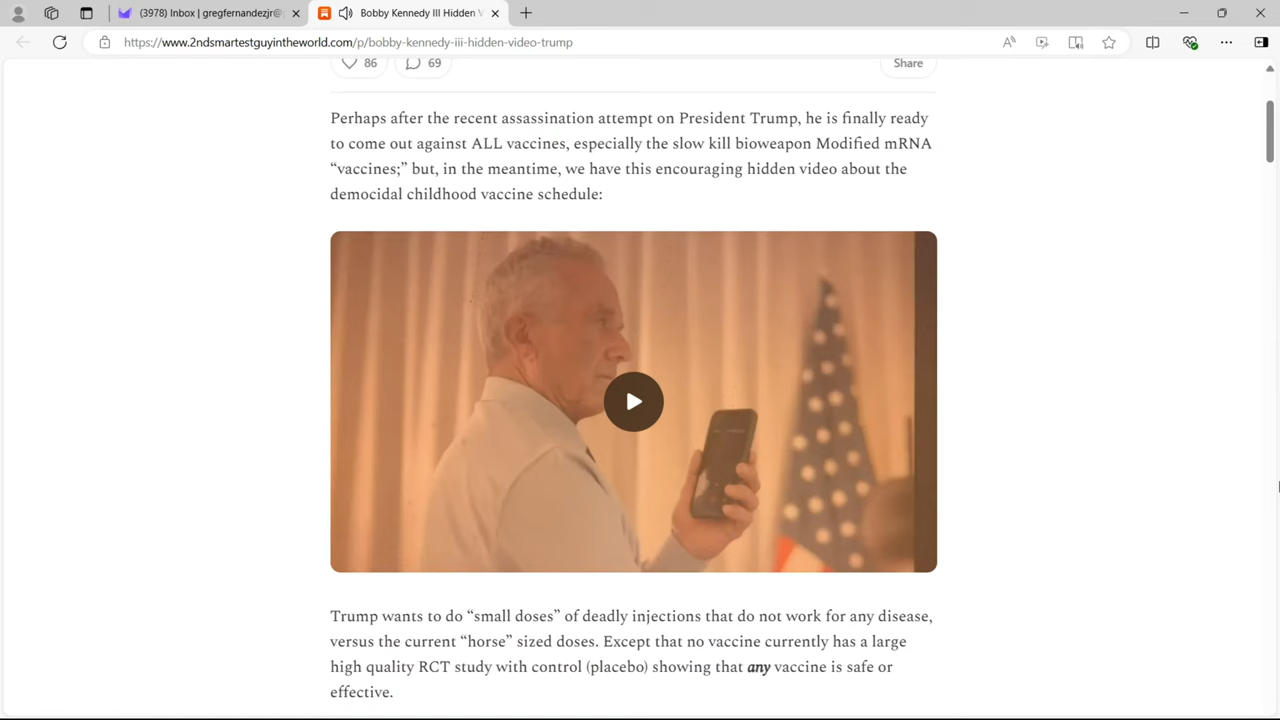 (3978) Inbox | gregfernandezjr@
Bobby Kennedy III Hidden V
https://www.2ndsmartestguyintheworld.com/p/bobby-kennedy-iii-hidden-video-trump
86
69
Share
Perhaps after the recent assassination attempt on President Trump, he is finally ready
to come out against ALL vaccines, especially the slow kill bioweapon Modified mRNA
“vaccines;” but, in the meantime, we have this encouraging hidden video about the
democidal childhood vaccine schedule:
Trump wants to do “small doses” of deadly injections that do not work for any disease,
versus the current “horse” sized doses. Except that no vaccine currently has a large
high quality RCT study with control (placebo) showing that any vaccine is safe or
effective.